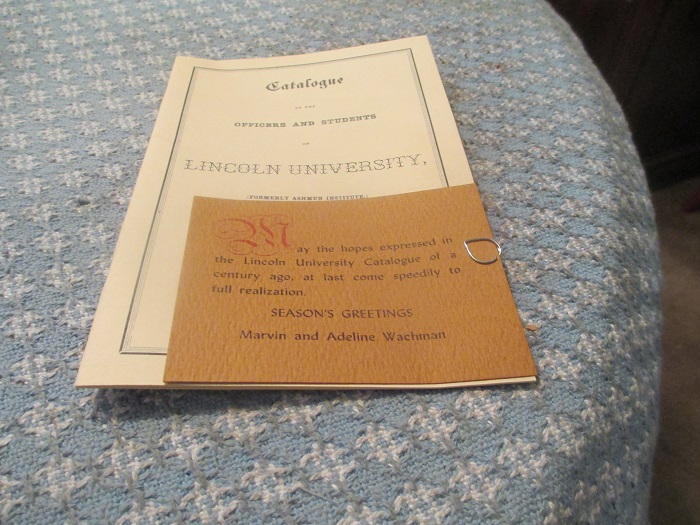 Catalogue
OF THE
OFFICERS AND STUDENTS
OF
LINCOLN UNIVERSITY,
(FORMERLY ASHMUN INSTITUTE,)
May the hopes expressed in
the Lincoln University Catalogue of a
century ago, at last come speedily to
full realization.
SEASON'S GREETINGS
Marvin and Adeline Wachman